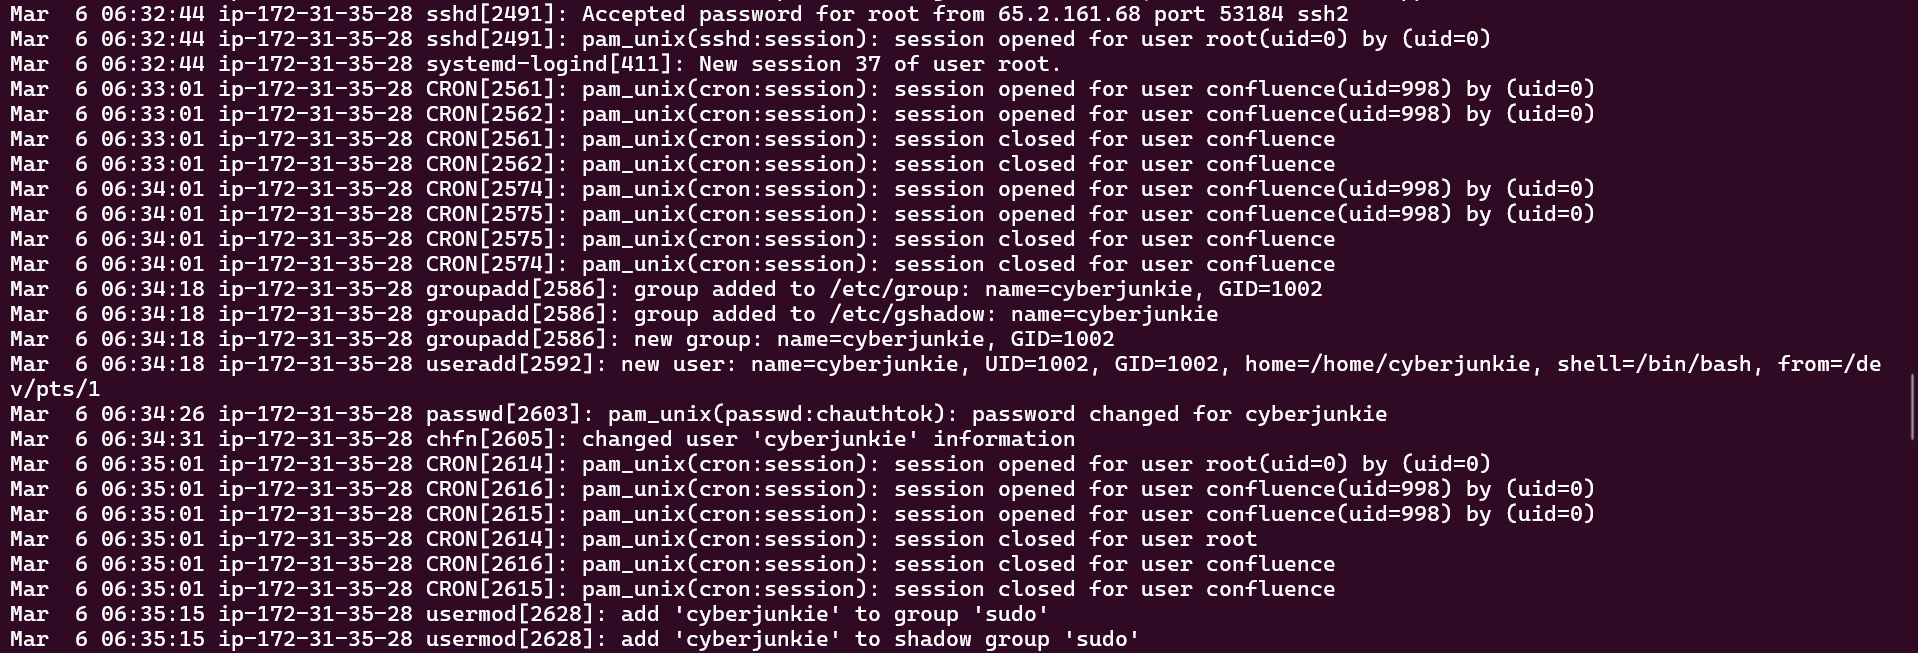 Mar  6 06:32:44 ip-172-31-35-28 sshd[2491]: Accepted password for root from 65.2.161.68 port 53184 ssh2
Mar  6 06:32:44 ip-172-31-35-28 sshd[2491]: pam_unix(sshd:session): session opened for user root(uid=0) by (uid=0)
Mar  6 06:32:44 ip-172-31-35-28 systemd-logind[411]: New session 37 of user root.
Mar  6 06:33:01 ip-172-31-35-28 CRON[2561]: pam_unix(cron:session): session opened for user confluence(uid=998) by (uid=0)
Mar  6 06:33:01 ip-172-31-35-28 CRON[2562]: pam_unix(cron:session): session opened for user confluence(uid=998) by (uid=0)
Mar  6 06:33:01 ip-172-31-35-28 CRON[2561]: pam_unix(cron:session): session closed for user confluence
Mar  6 06:33:01 ip-172-31-35-28 CRON[2562]: pam_unix(cron:session): session closed for user confluence
Mar  6 06:34:01 ip-172-31-35-28 CRON[2574]: pam_unix(cron:session): session opened for user confluence(uid=998) by (uid=0)
Mar  6 06:34:01 ip-172-31-35-28 CRON[2575]: pam_unix(cron:session): session opened for user confluence(uid=998) by (uid=0)
Mar  6 06:34:01 ip-172-31-35-28 CRON[2575]: pam_unix(cron:session): session closed for user confluence
Mar  6 06:34:01 ip-172-31-35-28 CRON[2574]: pam_unix(cron:session): session closed for user confluence
Mar  6 06:34:18 ip-172-31-35-28 groupadd[2586]: group added to /etc/group: name=cyberjunkie, GID=1002
Mar  6 06:34:18 ip-172-31-35-28 groupadd[2586]: group added to /etc/gshadow: name=cyberjunkie
Mar  6 06:34:18 ip-172-31-35-28 groupadd[2586]: new group: name=cyberjunkie, GID=1002
Mar  6 06:34:18 ip-172-31-35-28 useradd[2592]: new user: name=cyberjunkie, UID=1002, GID=1002, home=/home/cyberjunkie, shell=/bin/bash, from=/de
v/pts/1
Mar  6 06:34:26 ip-172-31-35-28 passwd[2603]: pam_unix(passwd:chauthtok): password changed for cyberjunkie
Mar  6 06:34:31 ip-172-31-35-28 chfn[2605]: changed user 'cyberjunkie' information
Mar  6 06:35:01 ip-172-31-35-28 CRON[2614]: pam_unix(cron:session): session opened for user root(uid=0) by (uid=0)
Mar  6 06:35:01 ip-172-31-35-28 CRON[2616]: pam_unix(cron:session): session opened for user confluence(uid=998) by (uid=0)
Mar  6 06:35:01 ip-172-31-35-28 CRON[2615]: pam_unix(cron:session): session opened for user confluence(uid=998) by (uid=0)
Mar  6 06:35:01 ip-172-31-35-28 CRON[2614]: pam_unix(cron:session): session closed for user root
Mar  6 06:35:01 ip-172-31-35-28 CRON[2616]: pam_unix(cron:session): session closed for user confluence
Mar  6 06:35:01 ip-172-31-35-28 CRON[2615]: pam_unix(cron:session): session closed for user confluence
Mar  6 06:35:15 ip-172-31-35-28 usermod[2628]: add 'cyberjunkie' to group 'sudo'
Mar  6 06:35:15 ip-172-31-35-28 usermod[2628]: add 'cyberjunkie' to shadow group 'sudo'